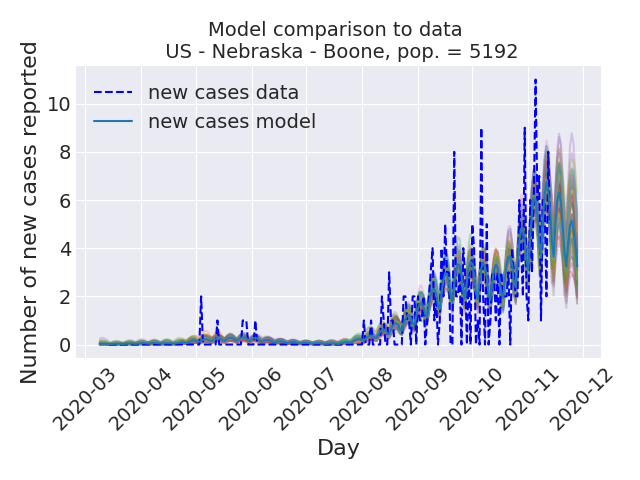 Model comparison to data
US - Nebraska - Boone, pop. = 5192
Number of new cases reported
10
8
6
4
2
0
new cases data
new cases model
2020-03
2020-04
2020-05
2020-06
2020-07
2020-08
2020-09
2020-10
2020-11
2020-12
Day